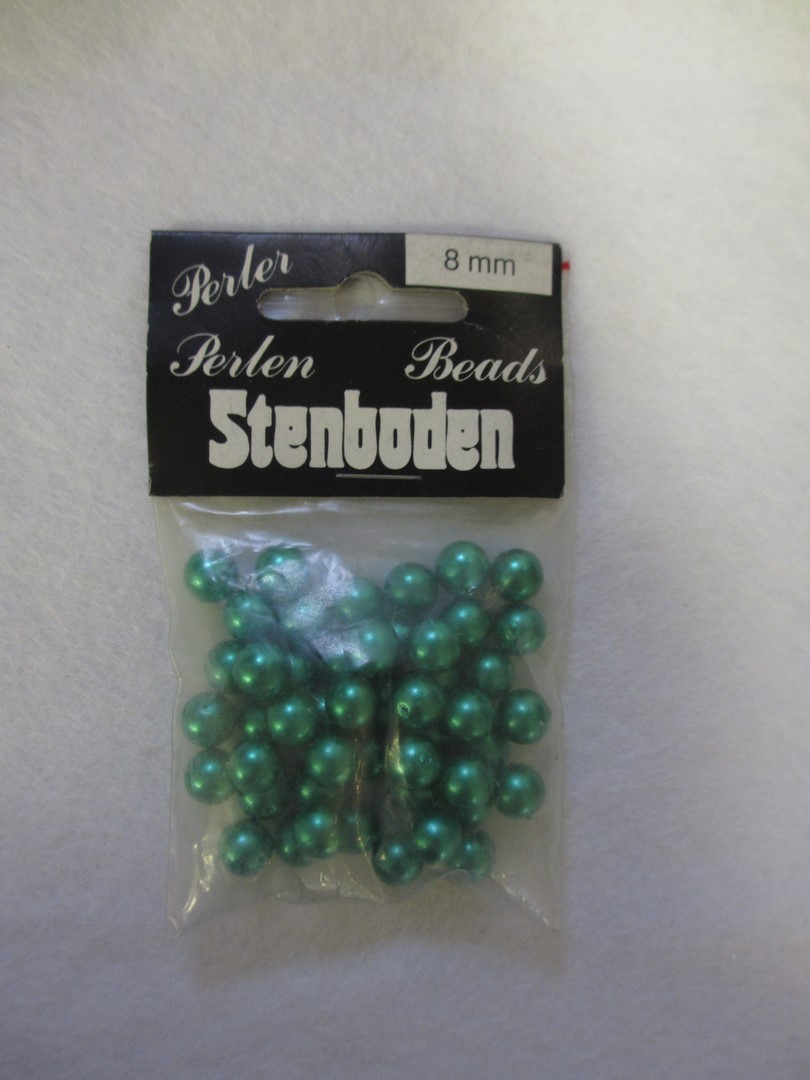 Perler
8 mm
Perlen Beads
Stenboden